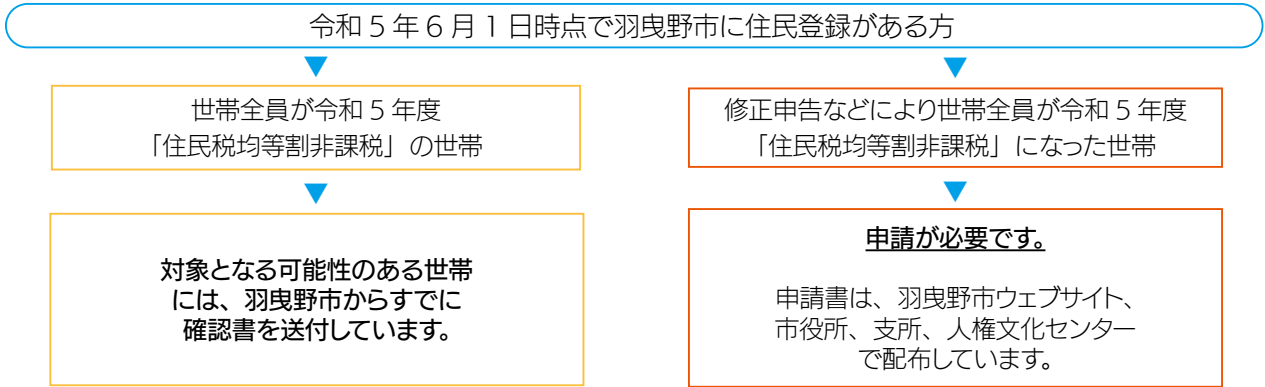 令和５年６月１日時点で羽曳野市に住民登録がある方
世帯全員が令和５年度
「住民税均等割非課税」の世帯
対象となる可能性のある世帯
には、羽曳野市からすでに
確認書を送付しています。
修正申告などにより世帯全員が令和５年度
「住民税均等割非課税」になった世帯
申請が必要です。
申請書は、羽曳野市ウェブサイト、
市役所、支所、人権文化センター
で配布しています。